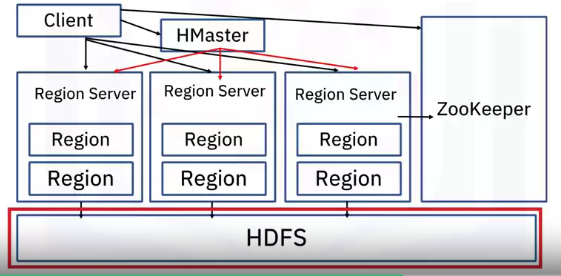 Client
HMaster
Region Server
Region Server
Region Server
ZooKeeper
Region
Region
Region
Region
Region
Region
HDFS